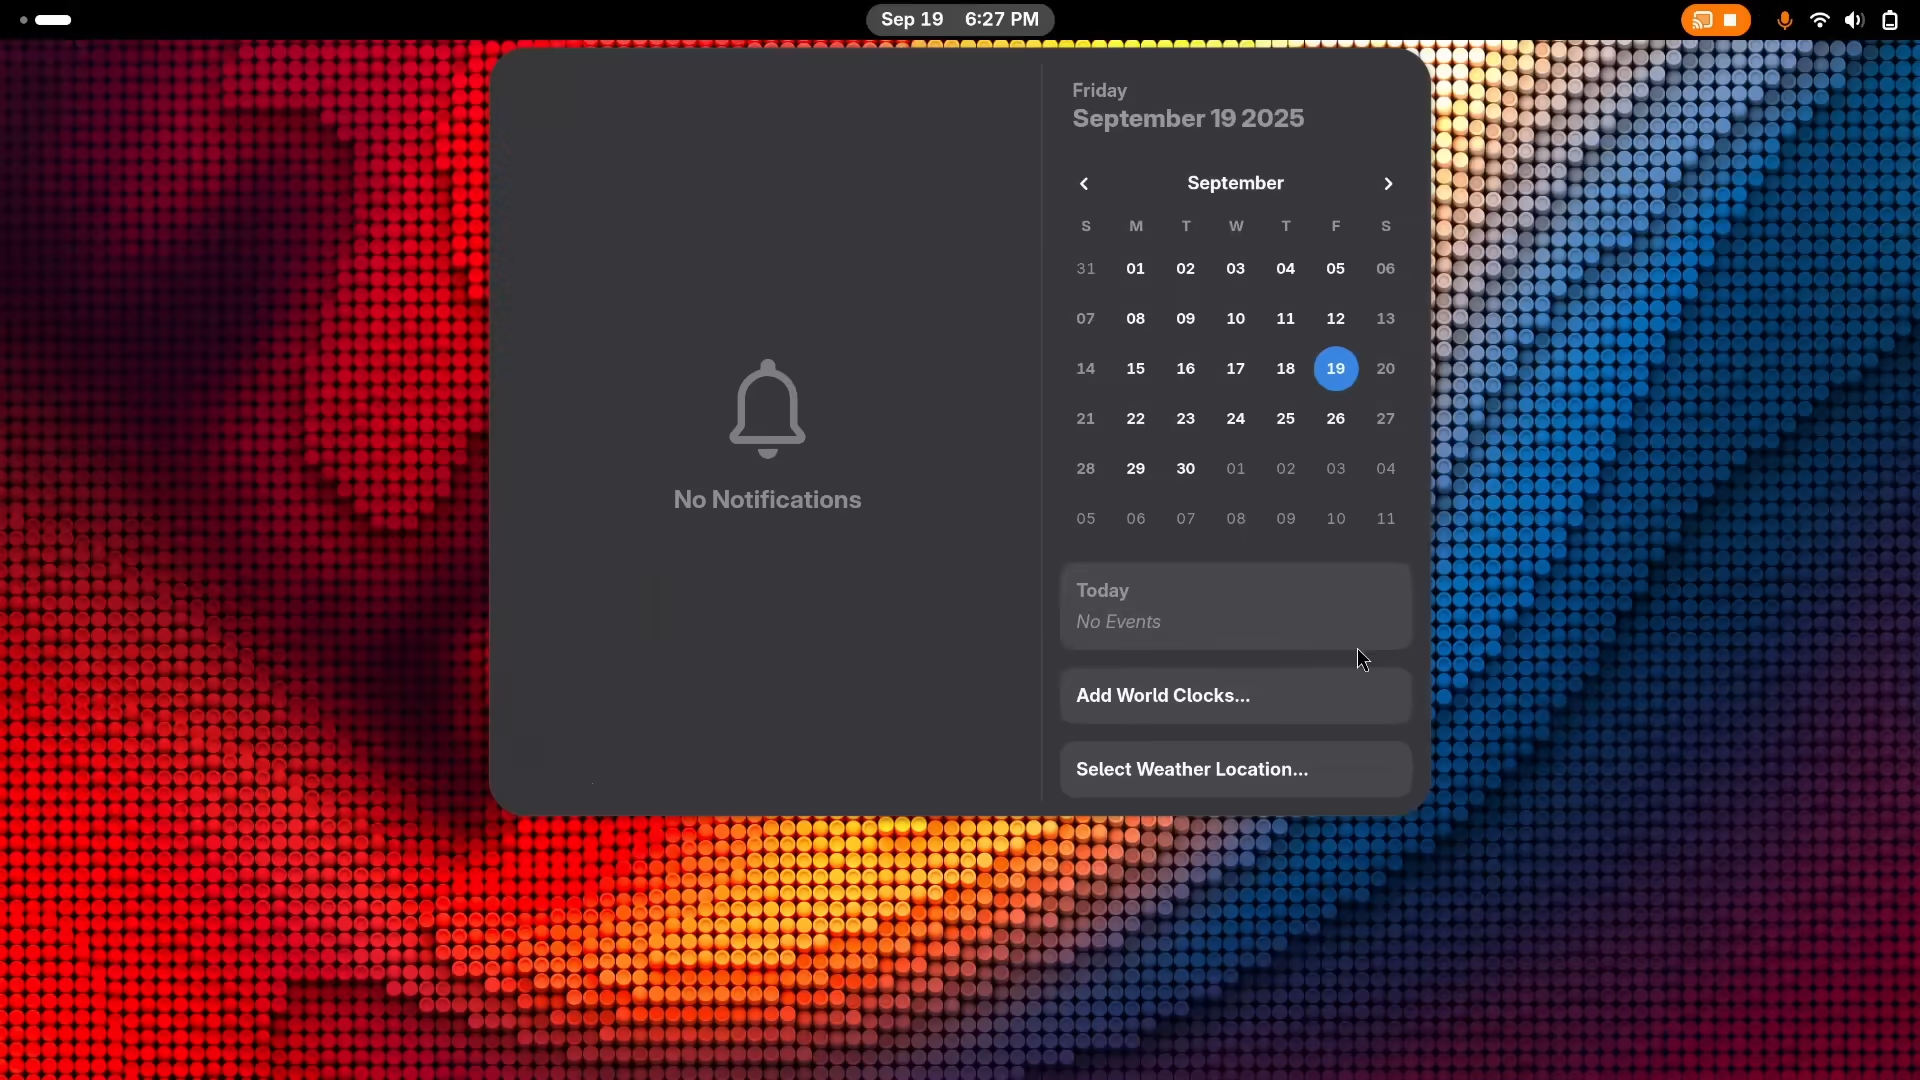 Sep 19 6:27 PM
Friday
September 19 2025
September
S M T W T F S
31 01 02 03 04 05 06
07 08 09 10 11 12 13
14 15 16 17 18 19 20
21 22 23 24 25 26 27
28 29 30 01 02 03 04
05 06 07 08 09 10 11
No Notifications
Today
No Events
Add World Clocks...
Select Weather Location...